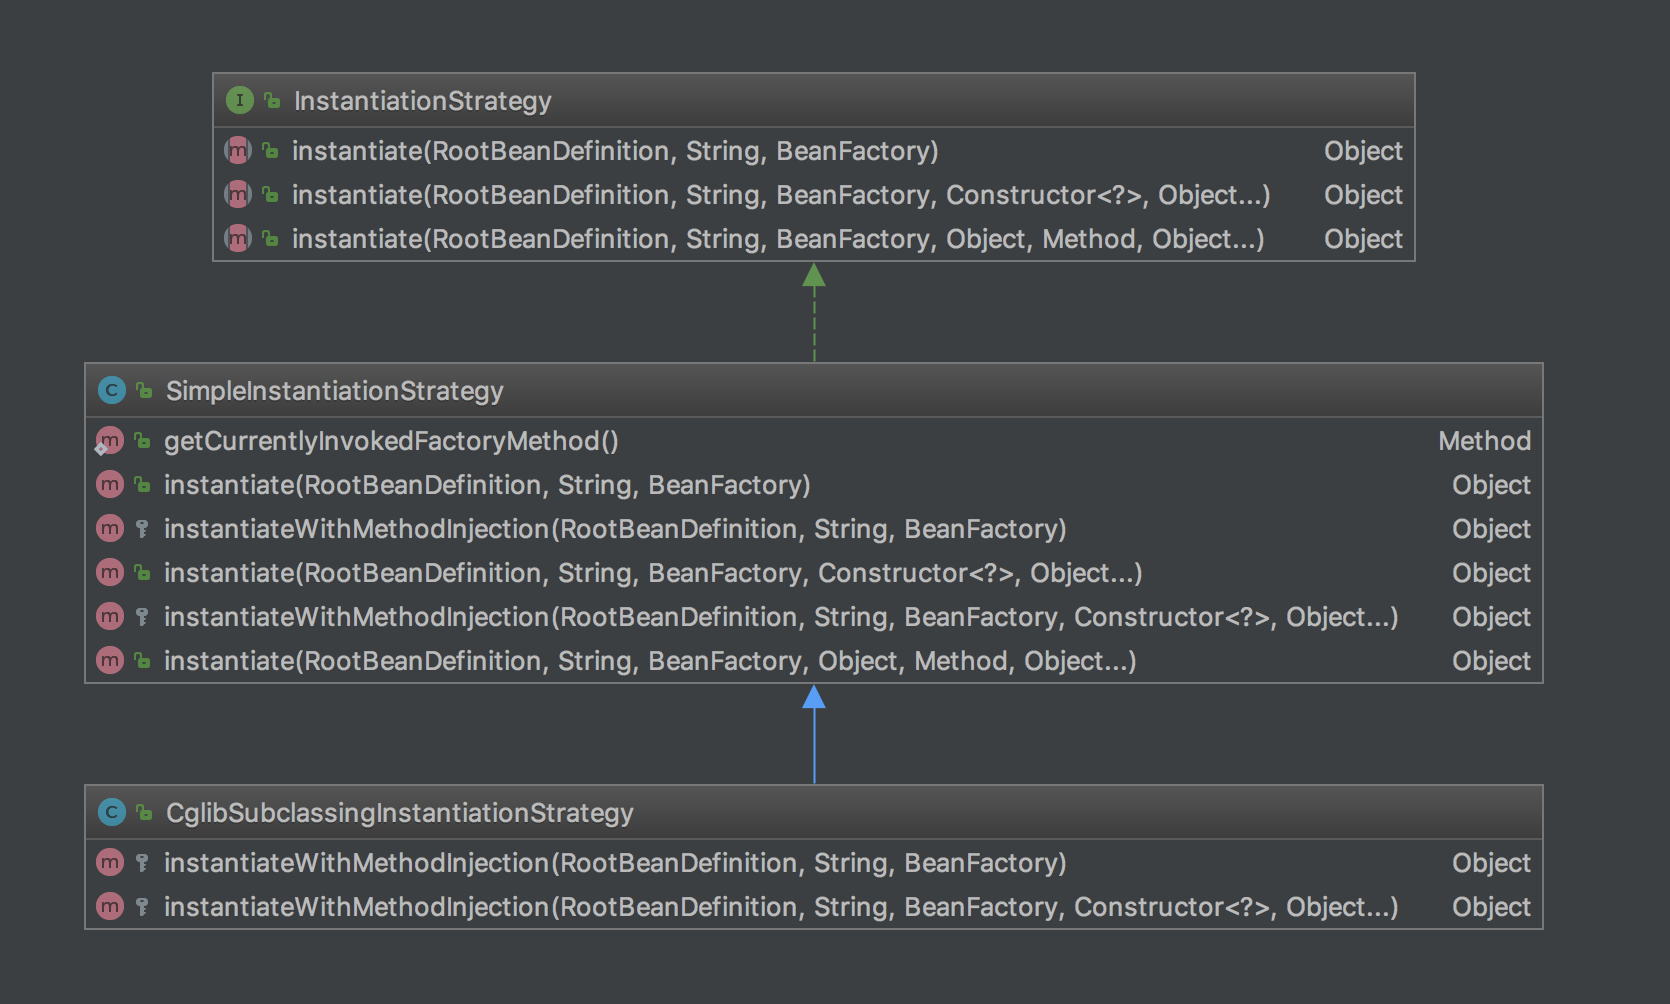 I InstantiationStrategy
m instantiate(RootBeanDefinition, String, BeanFactory) Object
m instantiate(RootBeanDefinition, String, BeanFactory, Constructor<?>, Object...) Object
m instantiate(RootBeanDefinition, String, BeanFactory, Object, Method, Object...) Object
C SimpleInstantiationStrategy
m getCurrentlyInvokedFactoryMethod() Method
m instantiate(RootBeanDefinition, String, BeanFactory) Object
m instantiateWithMethodInjection(RootBeanDefinition, String, BeanFactory) Object
m instantiate(RootBeanDefinition, String, BeanFactory, Constructor<?>, Object...) Object
m instantiateWithMethodInjection(RootBeanDefinition, String, BeanFactory, Constructor<?>, Object...) Object
m instantiate(RootBeanDefinition, String, BeanFactory, Object, Method, Object...) Object
C CglibSubclassingInstantiationStrategy
m instantiateWithMethodInjection(RootBeanDefinition, String, BeanFactory) Object
m instantiateWithMethodInjection(RootBeanDefinition, String, BeanFactory, Constructor<?>, Object...) Object